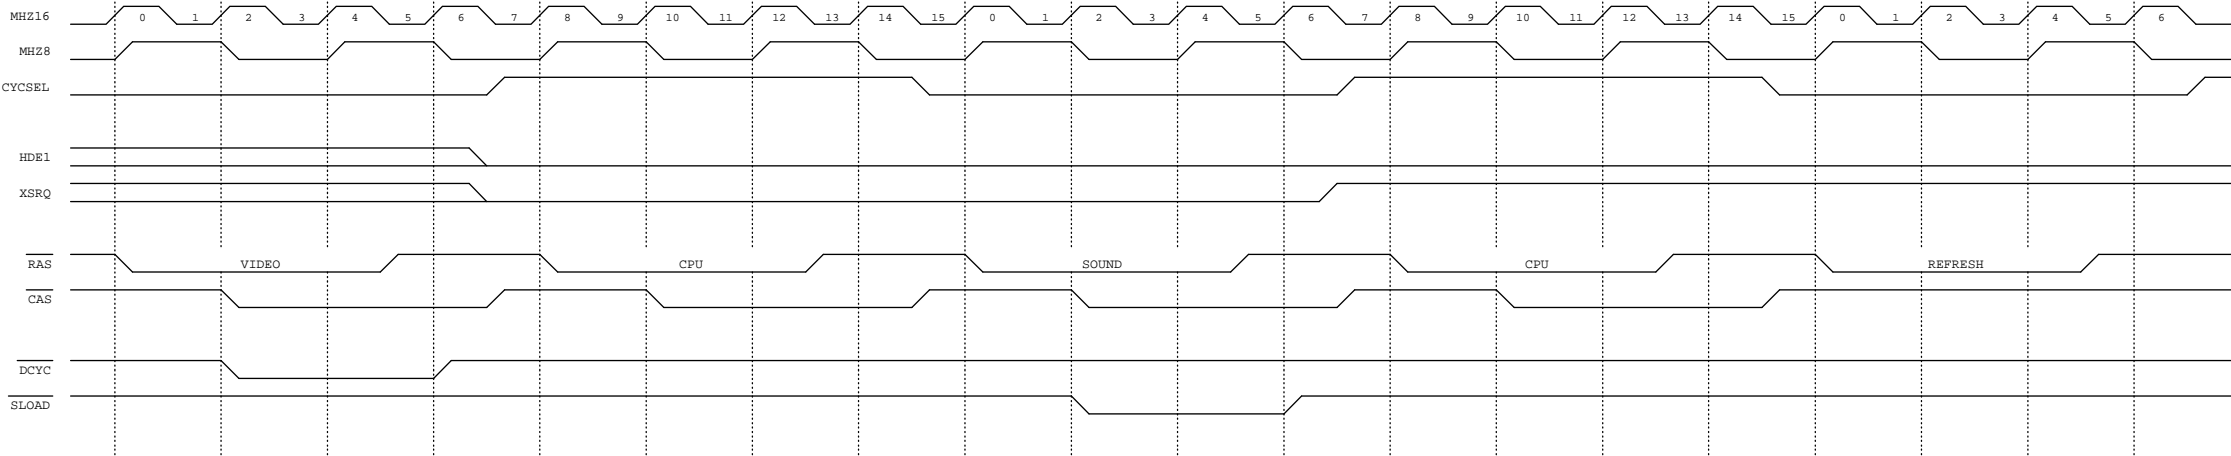 MHZ16 0 1 2 3 4 5 6 7 8 9 10 11 12 13 14 15 0 1 2 3 4 5 6 7 8 9 10 11 12 13 14 15 0 1 2 3 4 5 6
MHZ8
CYCSEL
HDE1
XSRQ
RAS VIDEO CPU SOUND CPU REFRESH
CAS
DCYC
SLOAD